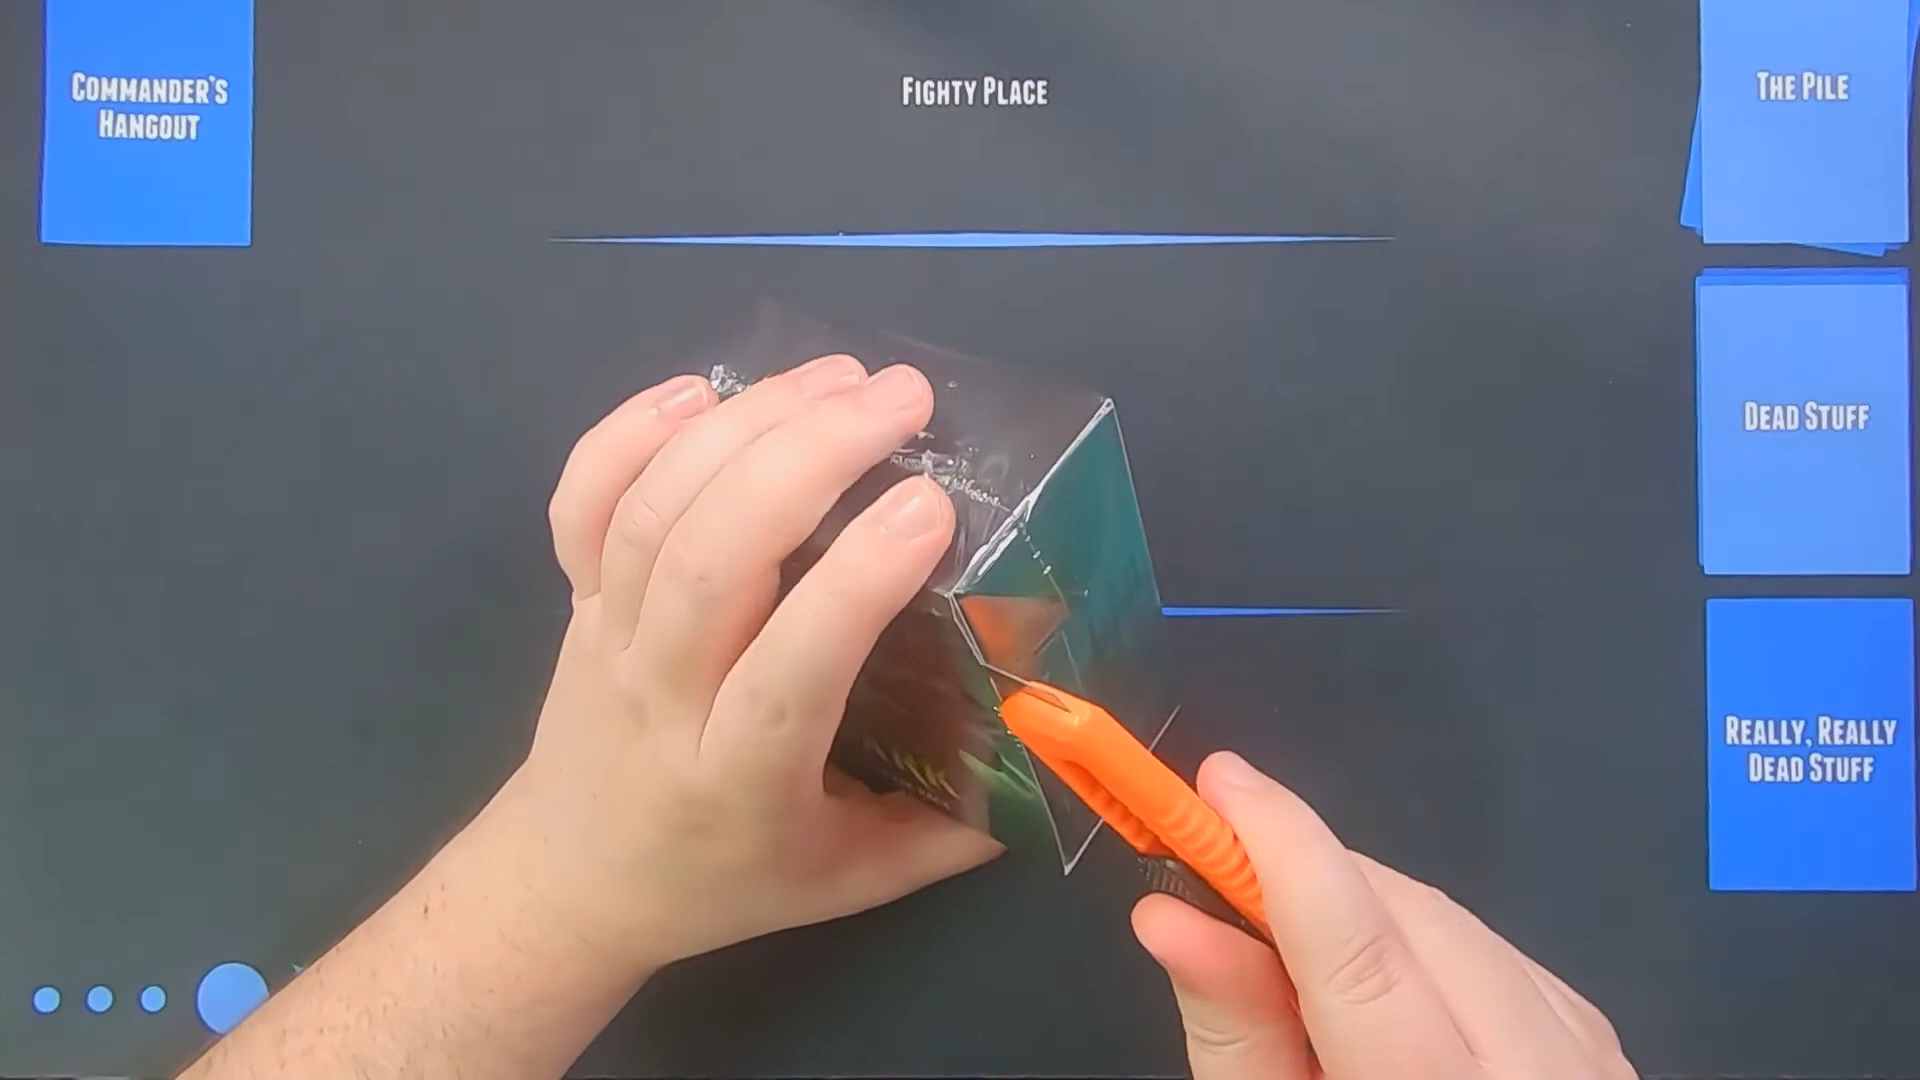 COMMANDER'S
HANGOUT
FIGHTY PLACE
THE PILE
DEAD STUFF
REALLY, REALLY
DEAD STUFF